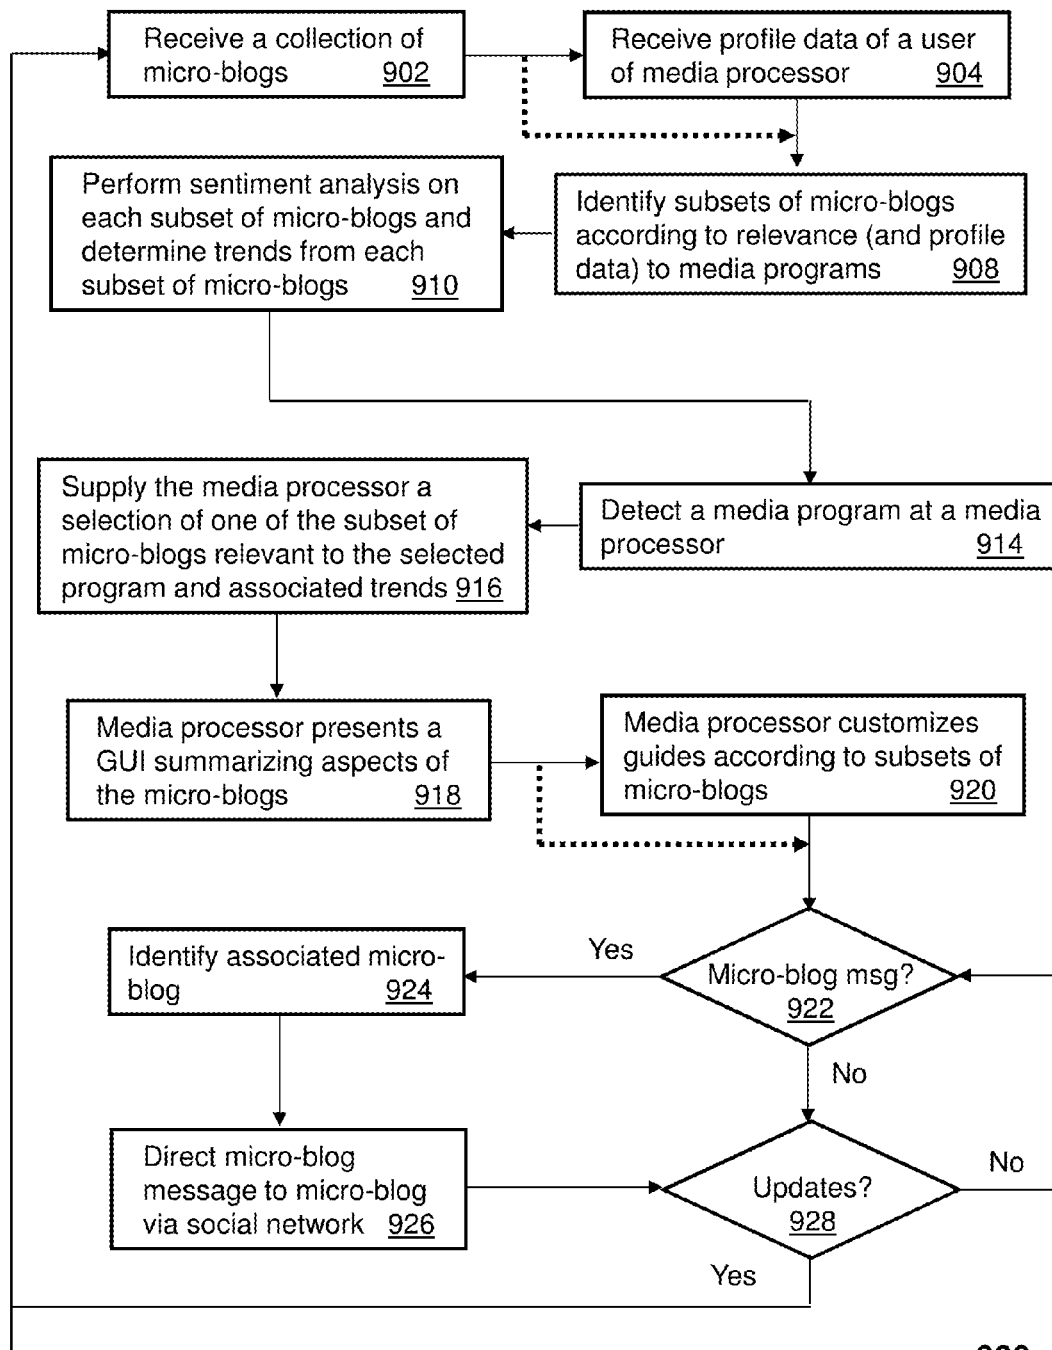 Receive a collection of
micro-blogs 902
Receive profile data of a user
of media processor 904
Identify subsets of micro-blogs
according to relevance (and profile
data) to media programs 908
Perform sentiment analysis on
each subset of micro-blogs and
determine trends from each
subset of micro-blogs 910
Detect a media program at a media
processor 914
Supply the media processor a
selection of one of the subset of
micro-blogs relevant to the selected
program and associated trends 916
Media processor presents a
GUI summarizing aspects of
the micro-blogs 918
Media processor customizes
guides according to subsets of
micro-blogs 920
Micro-blog msg?
922
Yes
No
Identify associated micro-
blog 924
Direct micro-blog
message to micro-blog
via social network 926
Updates?
928
No
Yes